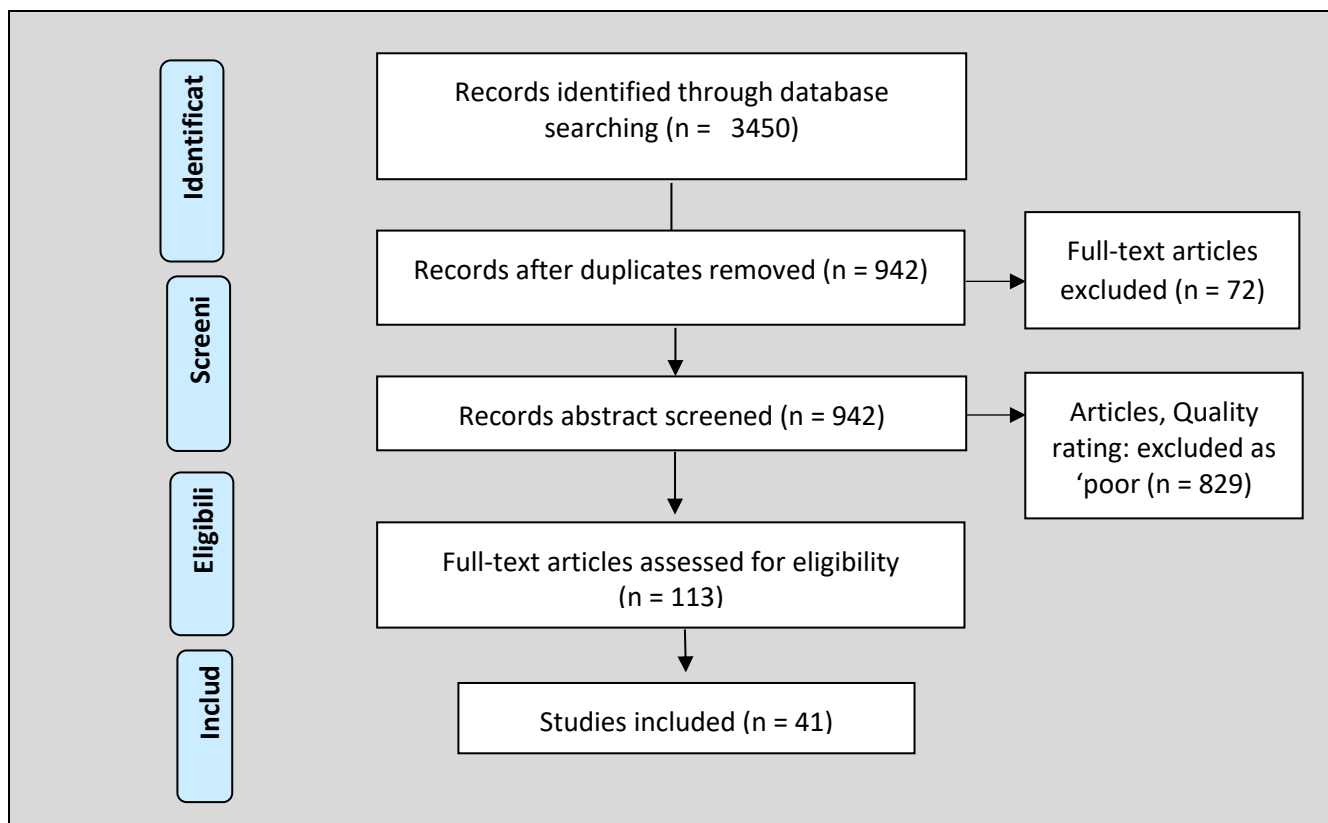 Identificat
Records identified through database
searching (n =   3450)
Records after duplicates removed (n = 942)
Full-text articles
excluded (n = 72)
Screeni
Records abstract screened (n = 942)
Articles, Quality
rating: excluded as
‘poor (n = 829)
Eligibili
Full-text articles assessed for eligibility
(n = 113)
Includ
Studies included (n = 41)